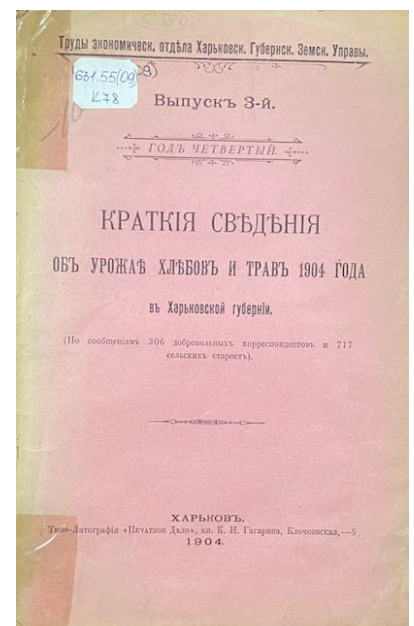 Труды экономическ. отдѣла Харьковск. Губернск. Земск. Управы.
631.55(09)
К78
Выпускъ 3-й.
ГОДЪ ЧЕТВЕРТЫЙ.
КРАТКІЯ СВѢДѢНІЯ
ОБЪ УРОЖАѢ ХЛѢБОВЪ И ТРАВЪ 1904 ГОДА
въ Харьковской губерніи.
(По сообщеніямъ 306 добровольныхъ корреспондентовъ и 717
сельскихъ старостъ).
ХАРЬКОВЪ.
Типо-Литографія «Печатное Дѣло», кн. К. Н. Гагарина, Клочковская,—5
1904.